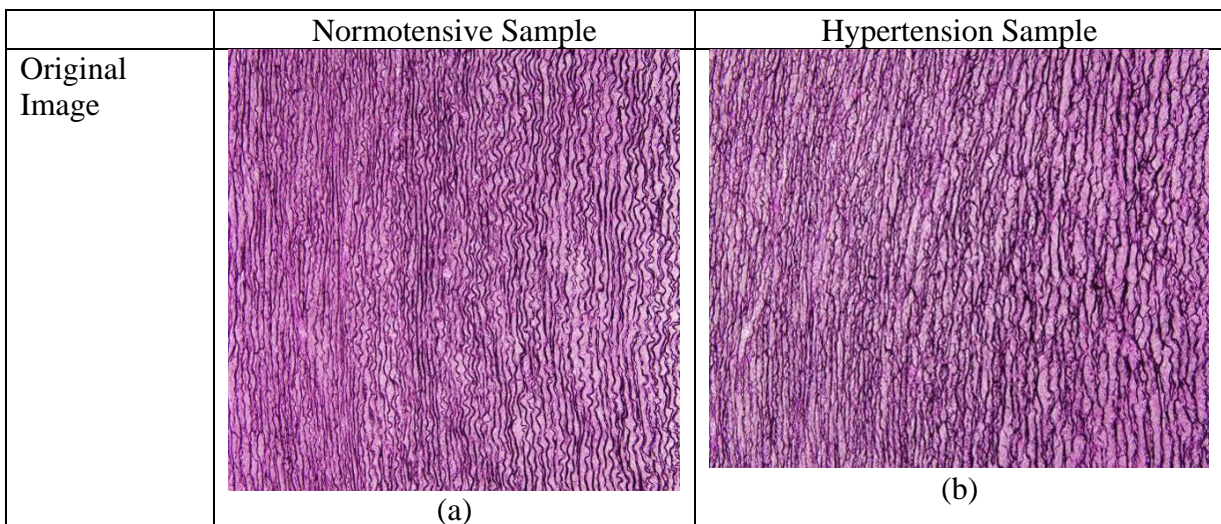 Normotensive Sample
Hypertension Sample
Original
Image
(a)
(b)